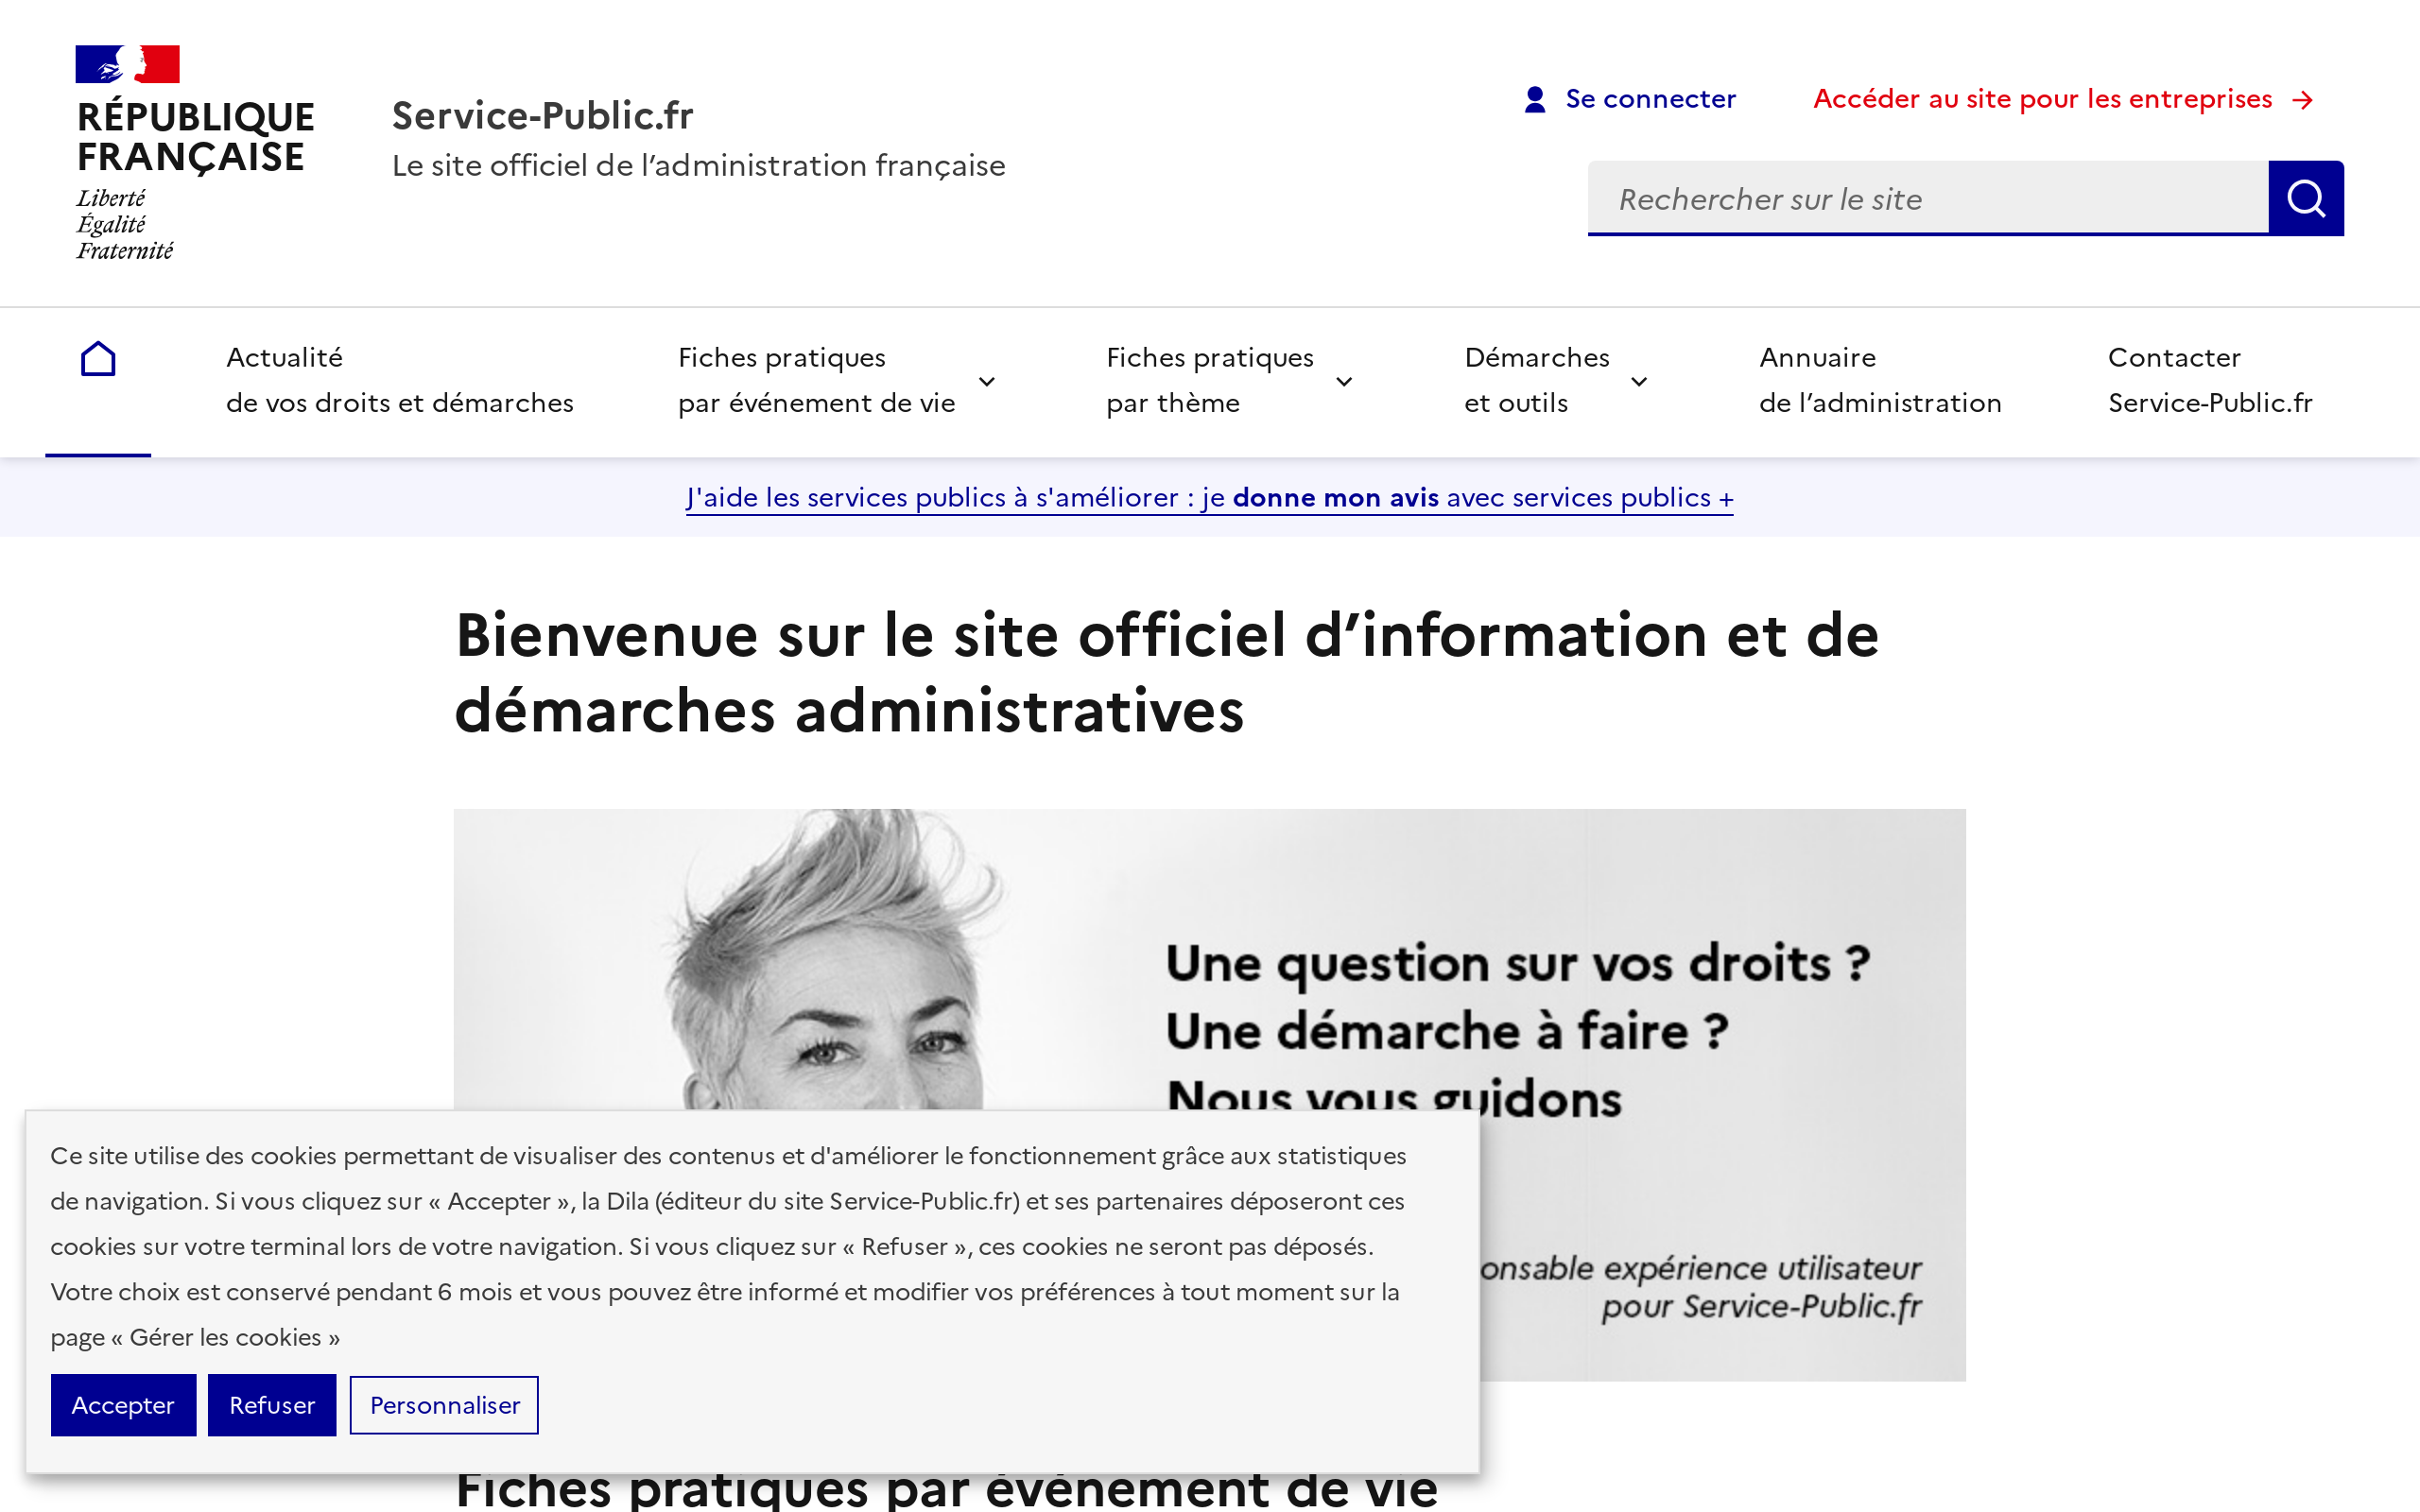 RÉPUBLIQUE
FRANÇAISE
Liberté
Égalité
Fraternité
Service-Public.fr
Le site officiel de l’administration française
Se connecter
Accéder au site pour les entreprises
Rechercher sur le site
Actualité
de vos droits et démarches
Fiches pratiques
par événement de vie
Fiches pratiques
par thème
Démarches
et outils
Annuaire
de l’administration
Contacter
Service-Public.fr
J'aide les services publics à s'améliorer : je donne mon avis avec services publics +
Bienvenue sur le site officiel d’information et de
démarches administratives
Une question sur vos droits ?
Une démarche à faire ?
Nous vous guidons
expérience utilisateur
pour Service-Public.fr
Ce site utilise des cookies permettant de visualiser des contenus et d'améliorer le fonctionnement grâce aux statistiques
de navigation. Si vous cliquez sur « Accepter », la Dila (éditeur du site Service-Public.fr) et ses partenaires déposeront ces
cookies sur votre terminal lors de votre navigation. Si vous cliquez sur « Refuser », ces cookies ne seront pas déposés.
Votre choix est conservé pendant 6 mois et vous pouvez être informé et modifier vos préférences à tout moment sur la
page « Gérer les cookies »
Accepter
Refuser
Personnaliser
Fiches pratiques par événement de vie